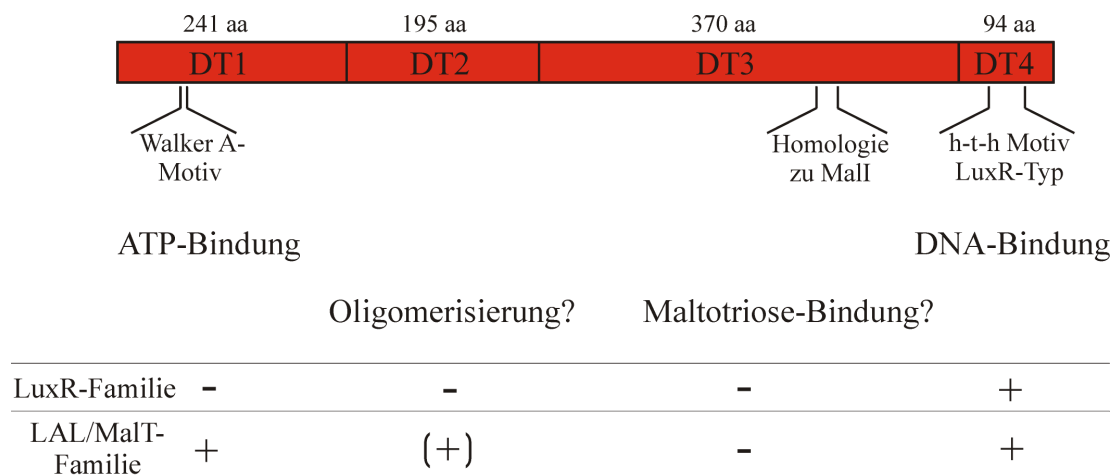 241 aa 195 aa 370 aa 94 aa
DT1 DT2 DT3 DT4
Walker A-
Motiv
Homologie
zu MalI
h-t-h Motiv
LuxR-Typ
ATP-Bindung DNA-Bindung
Oligomerisierung? Maltotriose-Bindung?
LuxR-Familie - - - +
LAL/MalT-
Familie + (+) - +